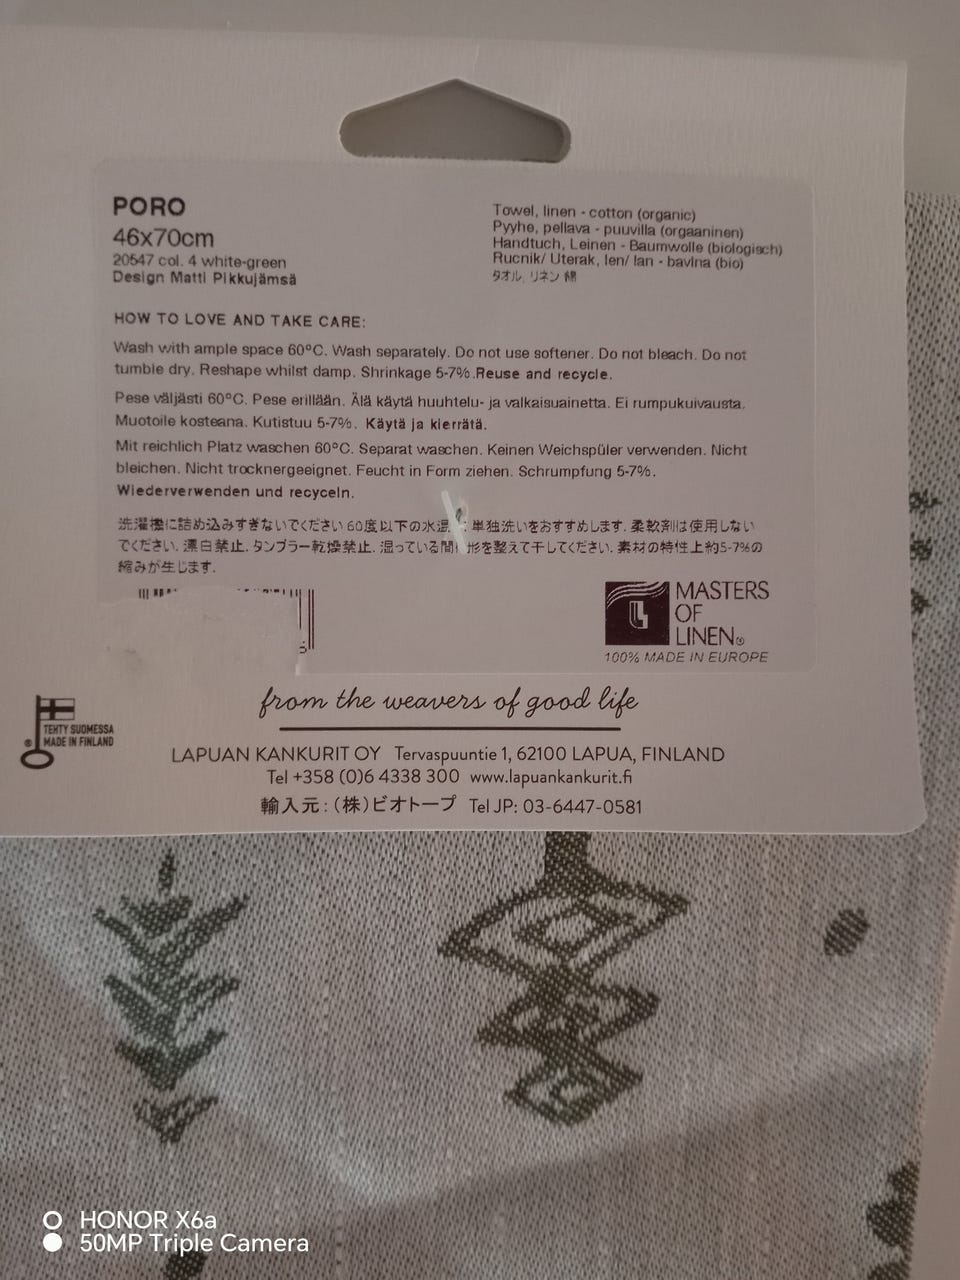 PORO
46x70cm
20547 col. 4 white-green
Design Matti Pikkujämsä
Towel, linen - cotton (organic)
Pyyhe, pellava - puuvilla (orgaaninen)
Handtuch, Leinen - Baumwolle (biologisch)
Rucnik/ Uterak, len/ lan - bavlna (bio)
タオル, リネン 綿
HOW TO LOVE AND TAKE CARE:
Wash with ample space 60°C. Wash separately. Do not use softener. Do not bleach. Do not
tumble dry. Reshape whilst damp. Shrinkage 5-7%.Reuse and recycle.
Pese väljästi 60°C. Pese erillään. Älä käytä huuhtelu- ja valkaisuainetta. Ei rumpukuivausta.
Muotoile kosteana. Kutistuu 5-7%. Käytä ja kierrätä.
Mit reichlich Platz waschen 60°C. Separat waschen. Keinen Weichspüler verwenden. Nicht
bleichen. Nicht trocknergeeignet. Feucht in Form ziehen. Schrumpfung 5-7%.
Wiederverwenden und recyceln.
洗濯機に詰め込みすぎないでください 60度以下の水温 単独洗いをおすすめします. 柔軟剤は使用しない
でください. 漂白禁止. タンブラー乾燥禁止. 湿っている間 形を整えて干してください. 素材の特性上約5-7%の
縮みが生じます.
MASTERS
OF
LINEN®
100% MADE IN EUROPE
from the weavers of good life
® TEHTY SUOMESSA
MADE IN FINLAND
LAPUAN KANKURIT OY Tervaspuuntie 1, 62100 LAPUA, FINLAND
Tel +358 (0)6 4338 300 www.lapuankankurit.fi
輸入元：（株）ビオトープ Tel JP: 03-6447-0581
HONOR X6a
50MP Triple Camera